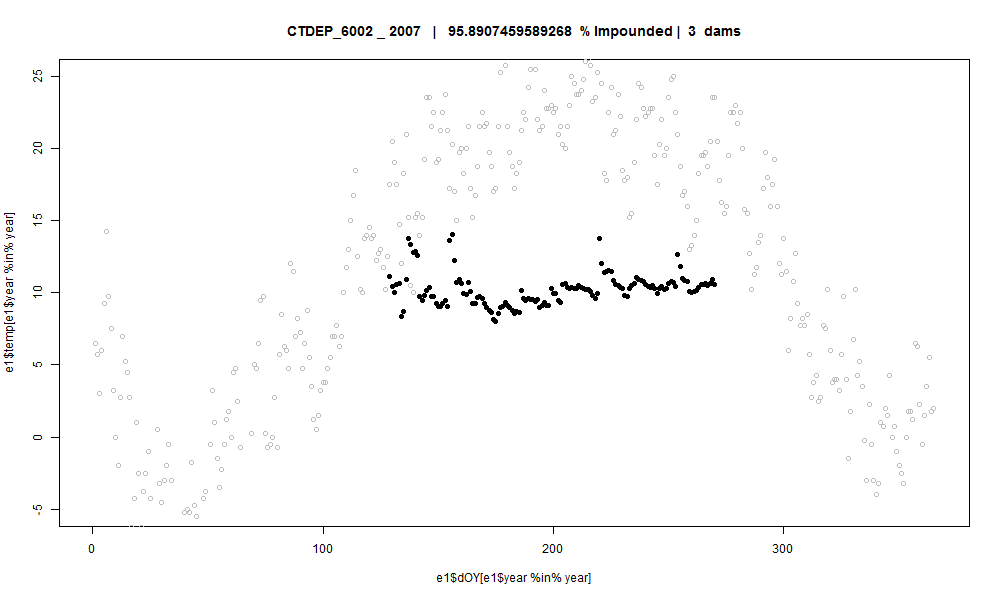 CTDEP_6002 _ 2007 | 95.8907459589268 % Impounded | 3 dams
e1$temp[e1$year %in% year]
25
20
15
10
5
0
-5
0 100 200 300
e1$dOY[e1$year %in% year]